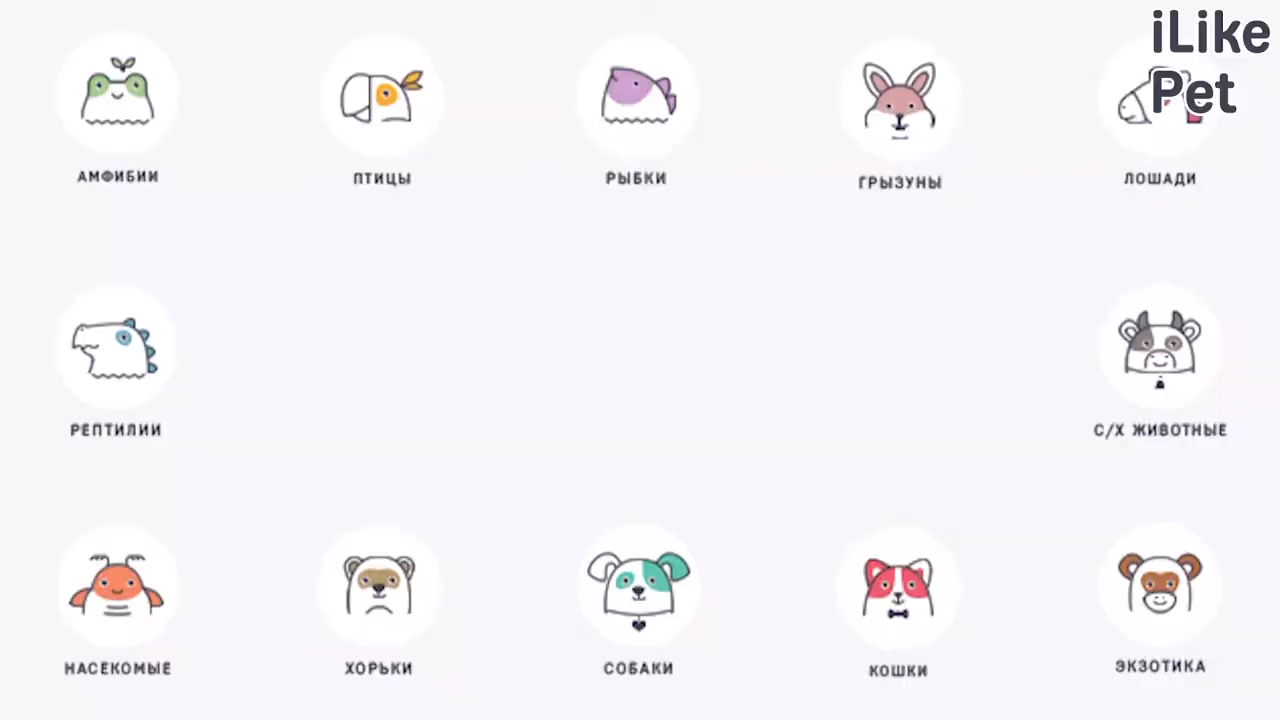 iLike
Pet
АМФИБИИ
ПТИЦЫ
РЫБКИ
ГРЫЗУНЫ
ЛОШАДИ
РЕПТИЛИИ
С/Х ЖИВОТНЫЕ
НАСЕКОМЫЕ
ХОРЬКИ
СОБАКИ
КОШКИ
ЭКЗОТИКА